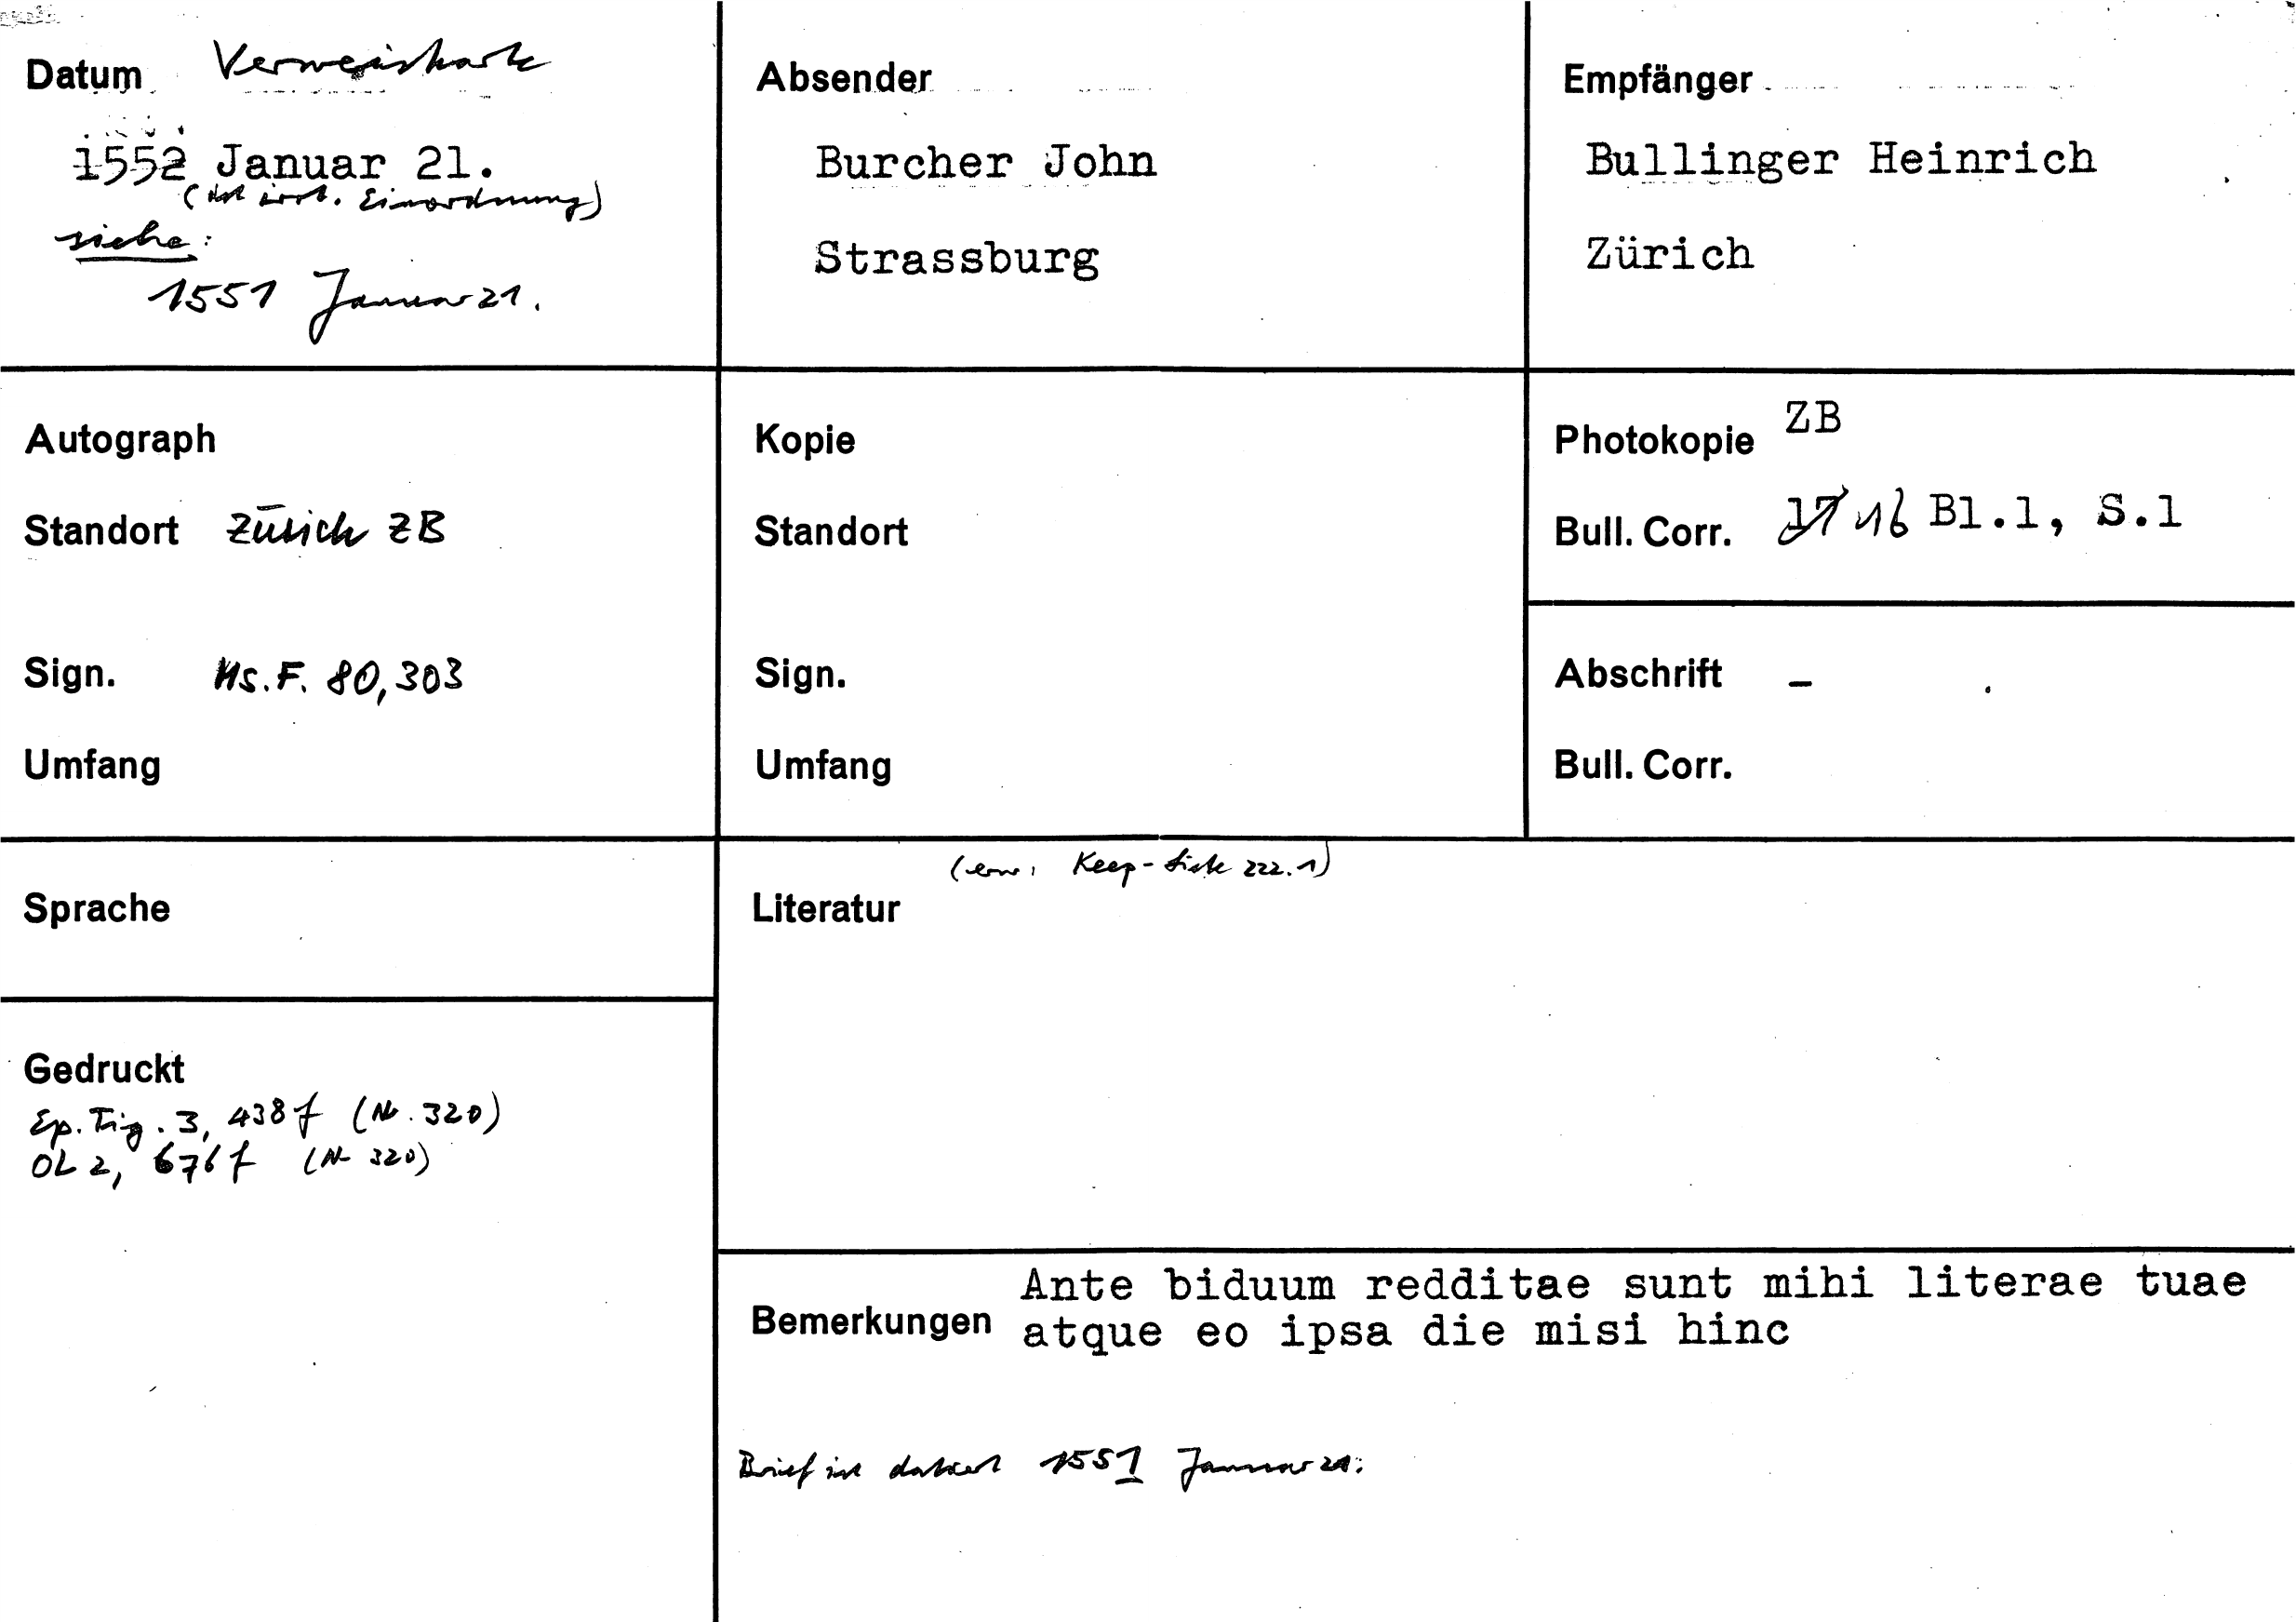 Datum Verweiskarte
1552 Januar 21.
(ist irrt. Einordnung)
siehe:
1551 Januar 21.
Absender
Burcher John
Strassburg
Empfänger
Bullinger Heinrich
Zürich
Autograph
Standort Zürich ZB
Sign. Ms. F. 80, 303
Umfang
Kopie
Standort
Sign.
Umfang
Photokopie ZB
Bull. Corr. 17 16 Bl.1, S.1
Abschrift –
Bull. Corr.
Sprache
Gedruckt
Ep. Tig. 3, 438 f (Nr. 320)
OL 2, 676 f (Nr 320)
(erw: Keep-Liste 222.1)
Literatur
Bemerkungen
Ante biduum redditae sunt mihi literae tuae
atque eo ipsa die misi hinc
Brief ist datiert 1551 Januar 21.